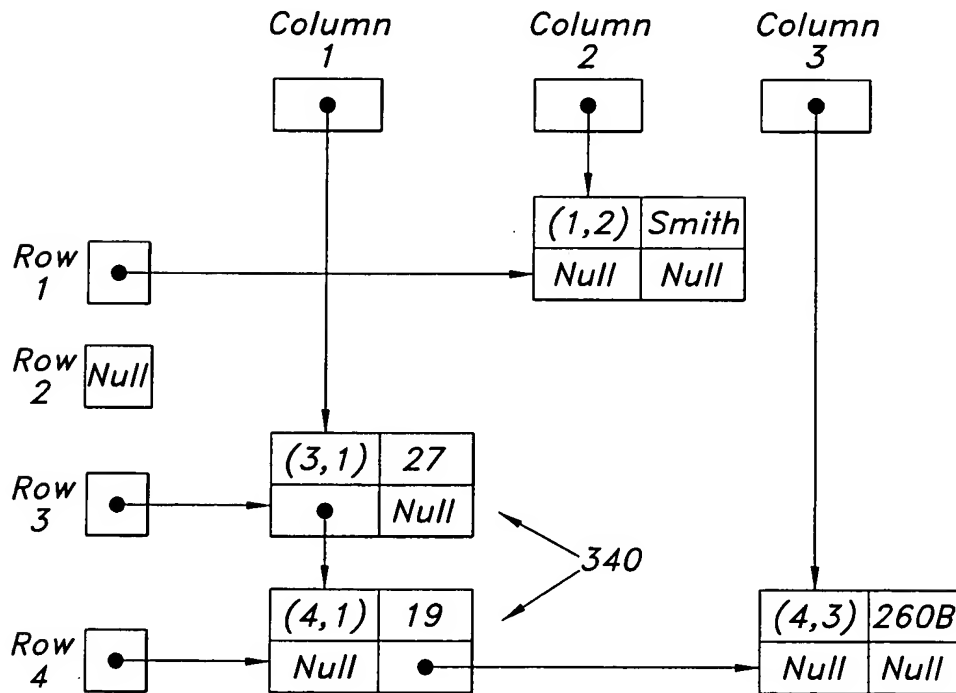 Column 1
Column 2
Column 3
(1,2) Smith
Row 1
Null Null
Row 2
Null
(3,1) 27
Row 3
Null
340
(4,1) 19
(4,3) 260B
Row 4
Null
Null Null